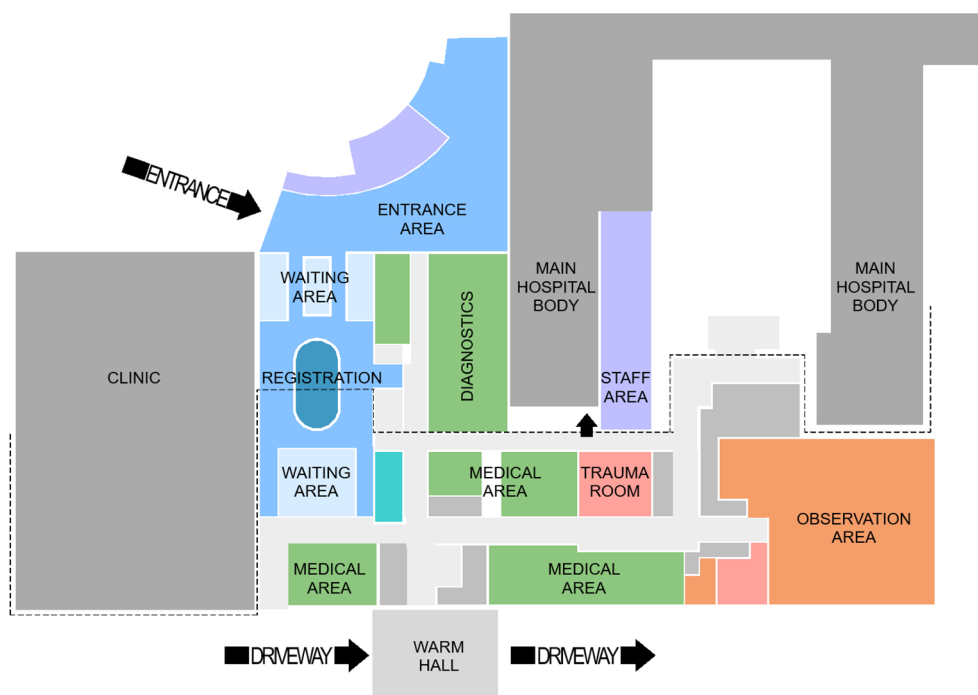 ENTRANCE
ENTRANCE
AREA
WAITING
AREA
MAIN
HOSPITAL
BODY
MAIN
HOSPITAL
BODY
CLINIC
REGISTRATION
DIAGNOSTICS
STAFF
AREA
WAITING
AREA
MEDICAL
AREA
TRAUMA
ROOM
OBSERVATION
AREA
MEDICAL
AREA
MEDICAL
AREA
DRIVEWAY
WARM
HALL
DRIVEWAY